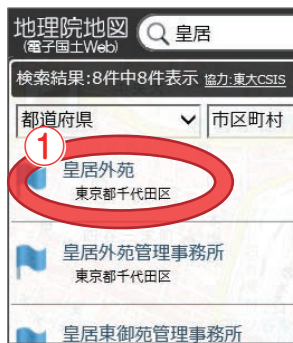 地理院地図
(電子国土Web)
皇居
検索結果:8件中8件表示 協力:東大CSIS
都道府県 市区町村
①
皇居外苑
東京都千代田区
皇居外苑管理事務所
東京都千代田区
皇居東御苑管理事務所